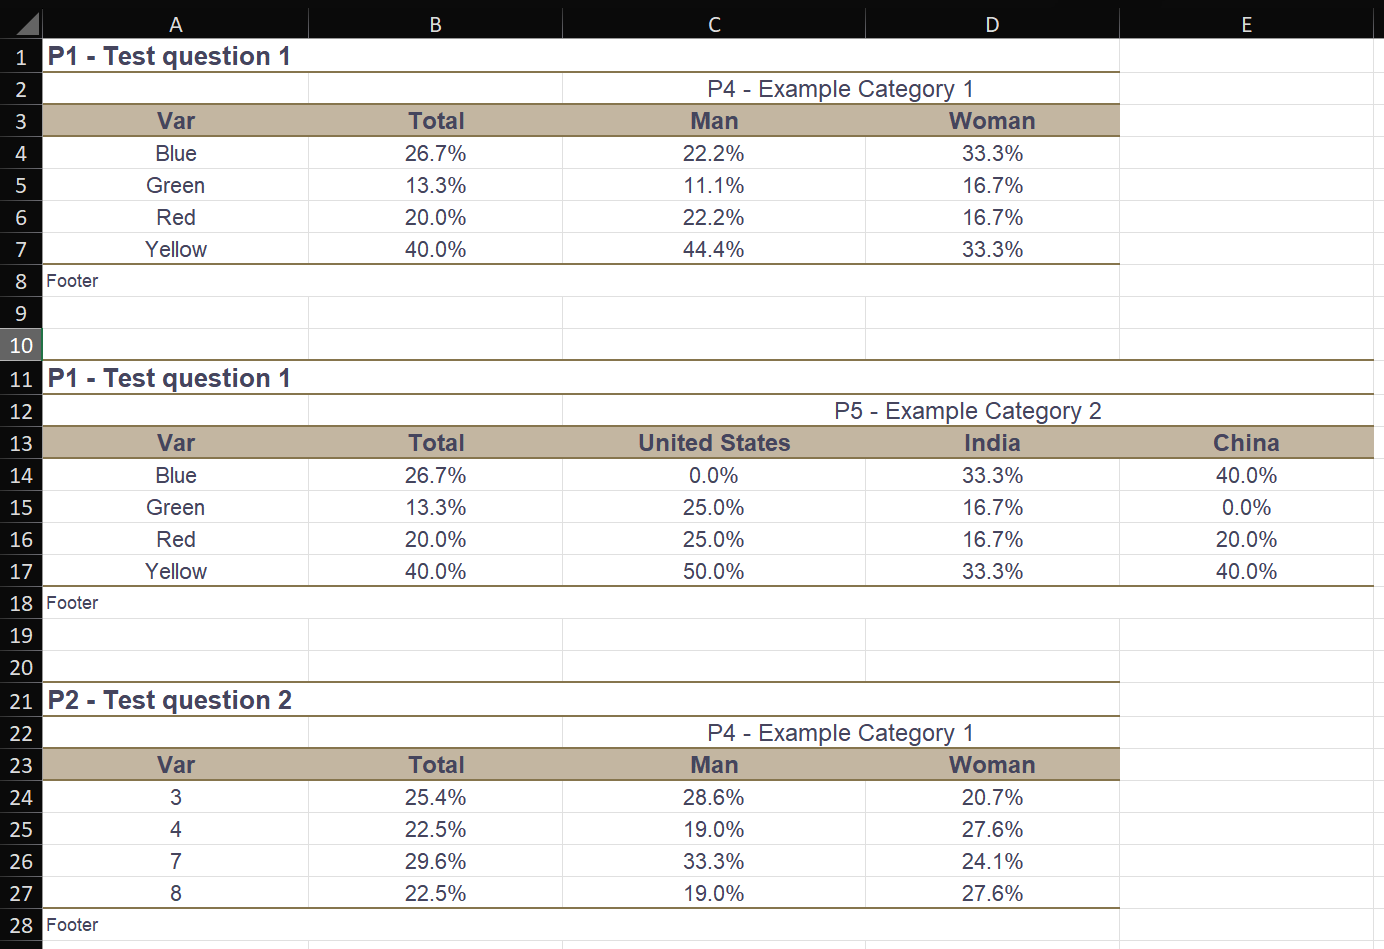 A B C D E
1 P1 - Test question 1
2 P4 - Example Category 1
3 Var Total Man Woman
4 Blue 26.7% 22.2% 33.3%
5 Green 13.3% 11.1% 16.7%
6 Red 20.0% 22.2% 16.7%
7 Yellow 40.0% 44.4% 33.3%
8 Footer
9
10
11 P1 - Test question 1
12 P5 - Example Category 2
13 Var Total United States India China
14 Blue 26.7% 0.0% 33.3% 40.0%
15 Green 13.3% 25.0% 16.7% 0.0%
16 Red 20.0% 25.0% 16.7% 20.0%
17 Yellow 40.0% 50.0% 33.3% 40.0%
18 Footer
19
20
21 P2 - Test question 2
22 P4 - Example Category 1
23 Var Total Man Woman
24 3 25.4% 28.6% 20.7%
25 4 22.5% 19.0% 27.6%
26 7 29.6% 33.3% 24.1%
27 8 22.5% 19.0% 27.6%
28 Footer